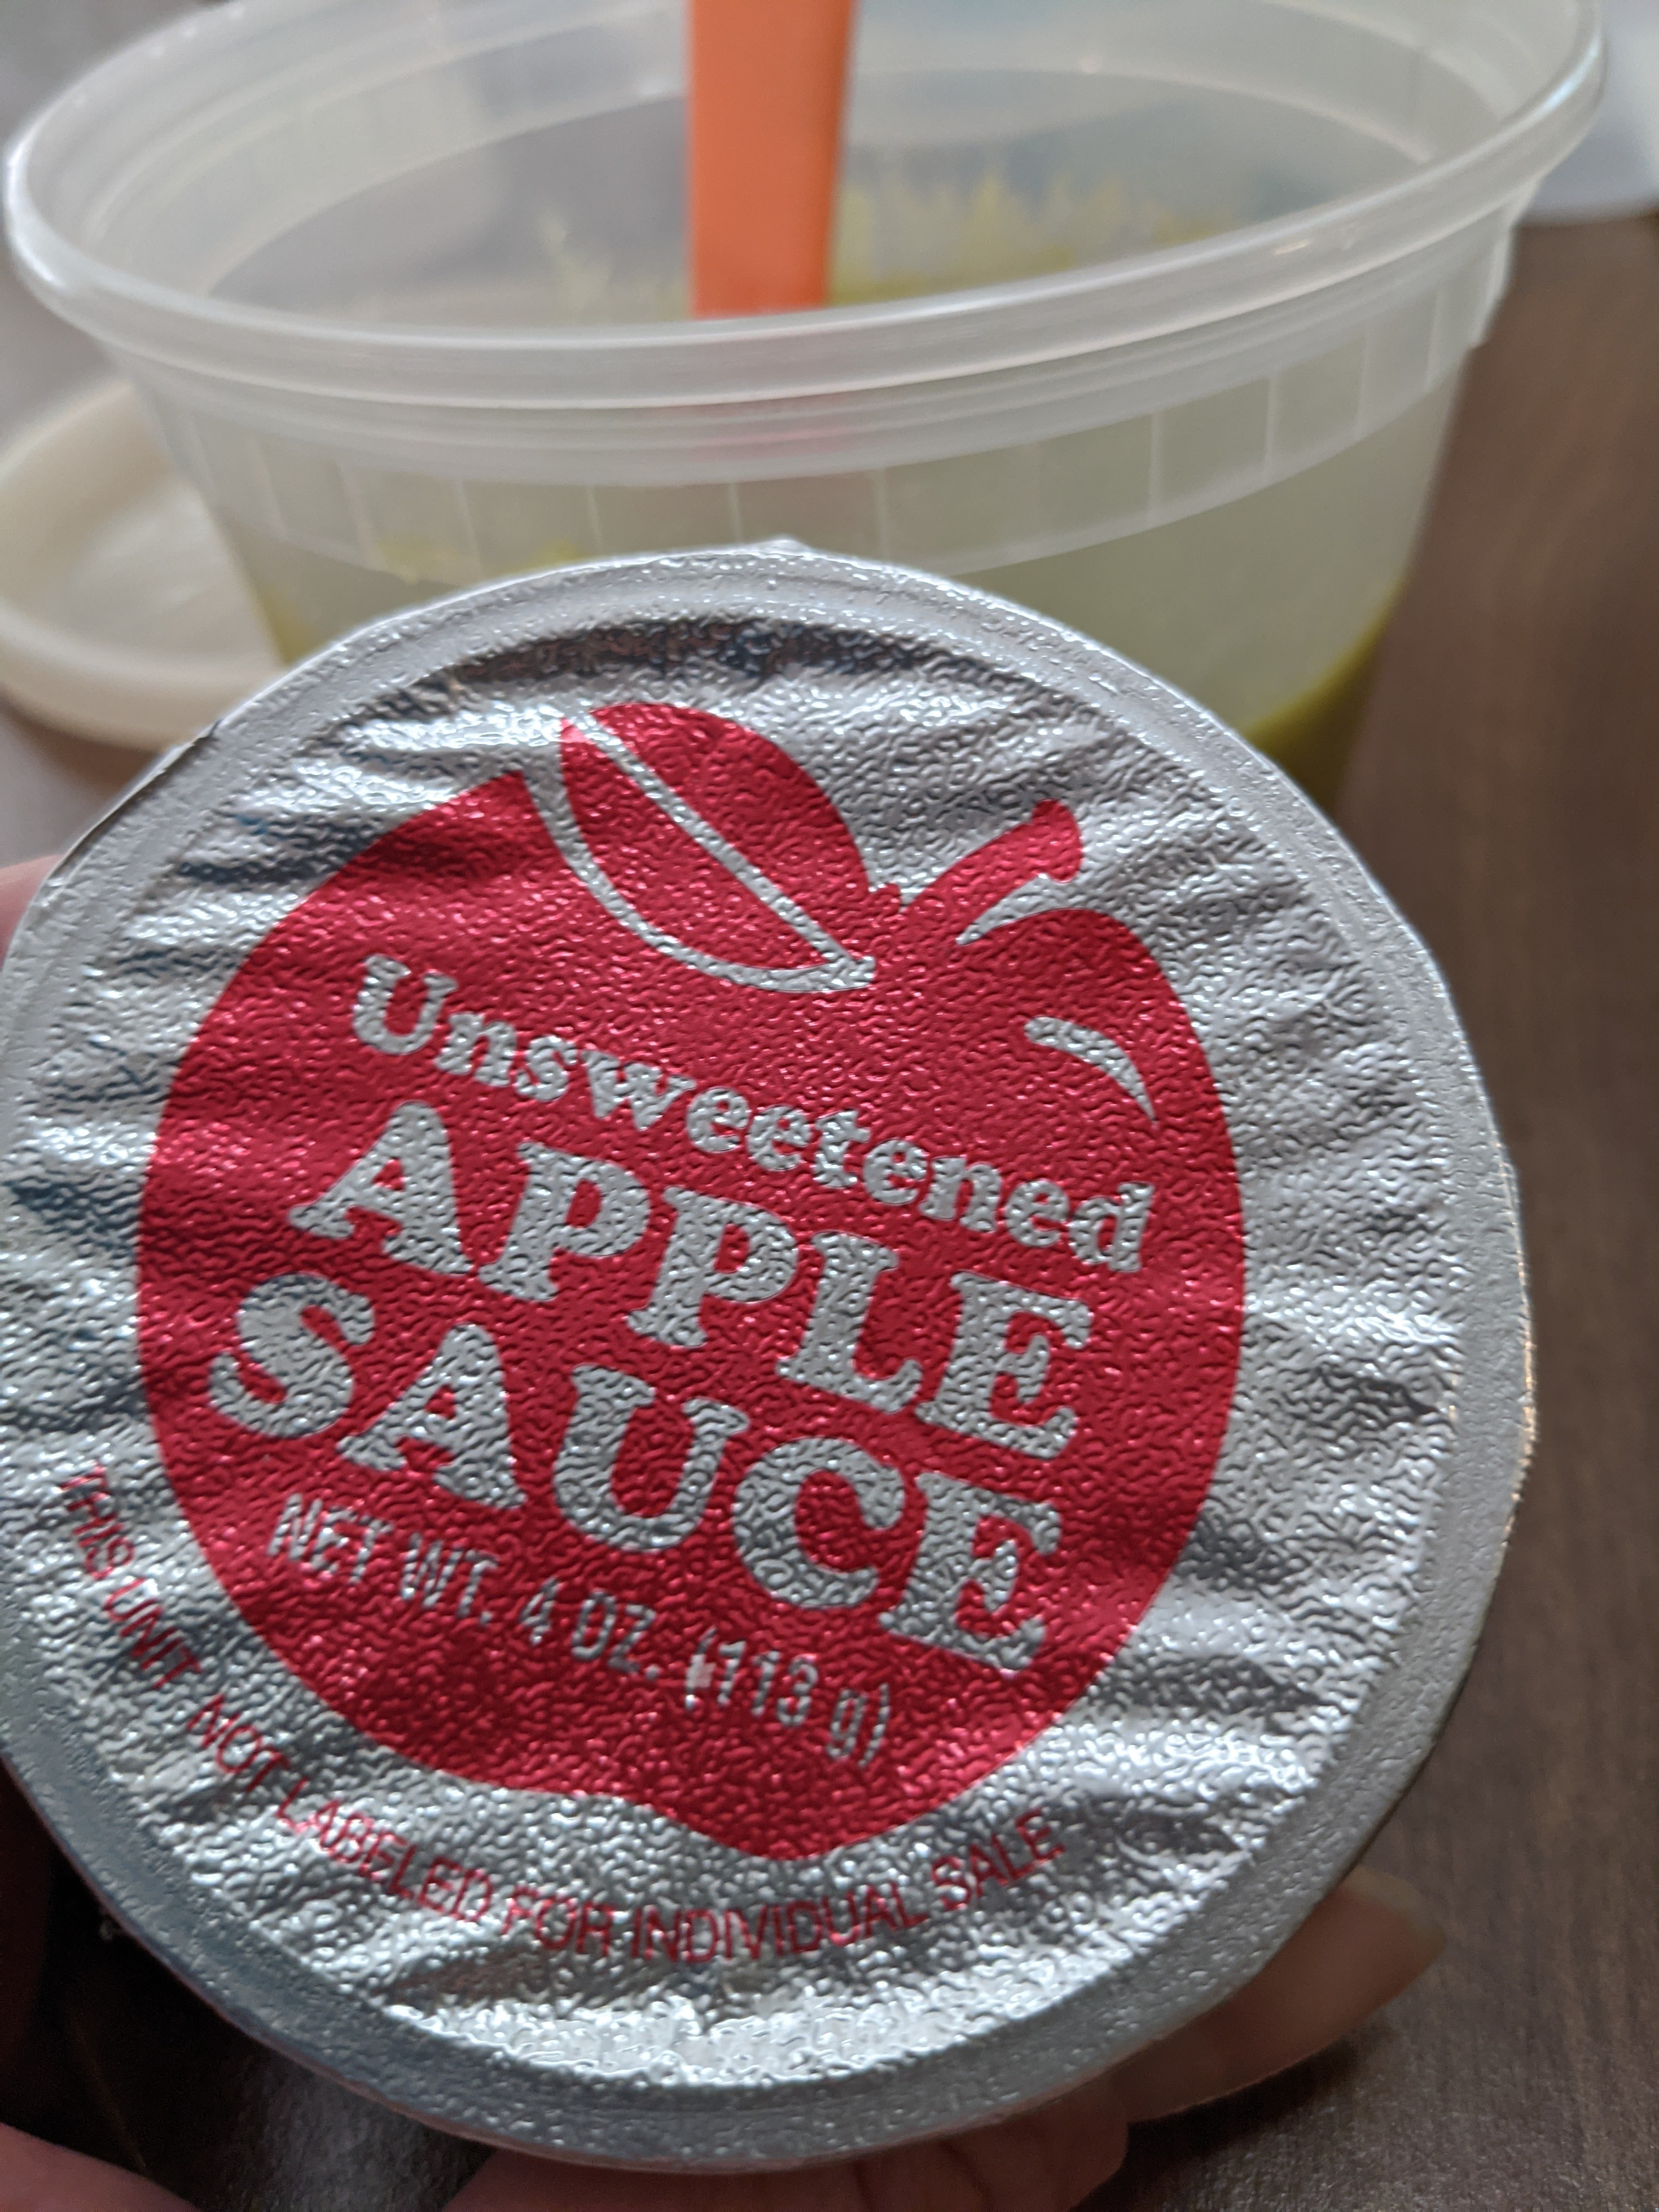 Unsweetened
APPLE
SAUCE
NET WT. 4 OZ. (113 g)
THIS UNIT NOT LABELED FOR INDIVIDUAL SALE